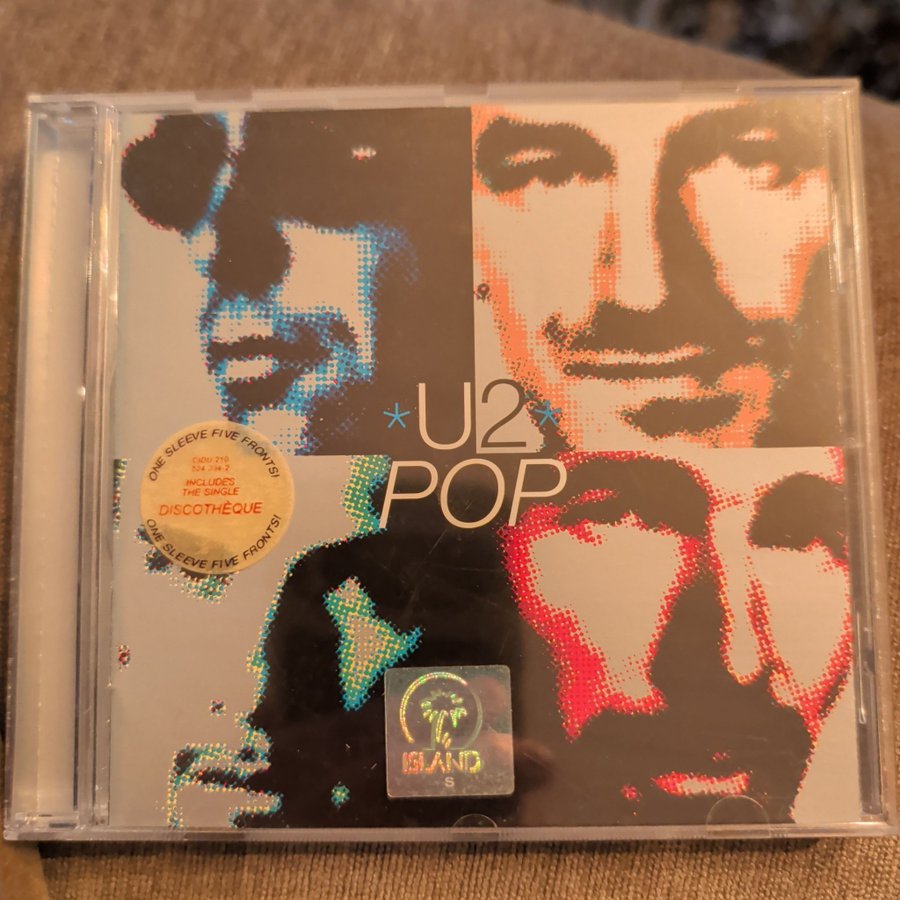 *U2*
POP
ONE SLEEVE FIVE FRONTS!
CIDU 210
524 334-2
INCLUDES
THE SINGLE
DISCOTHÈQUE
ONE SLEEVE FIVE FRONTS!
ISLAND
S